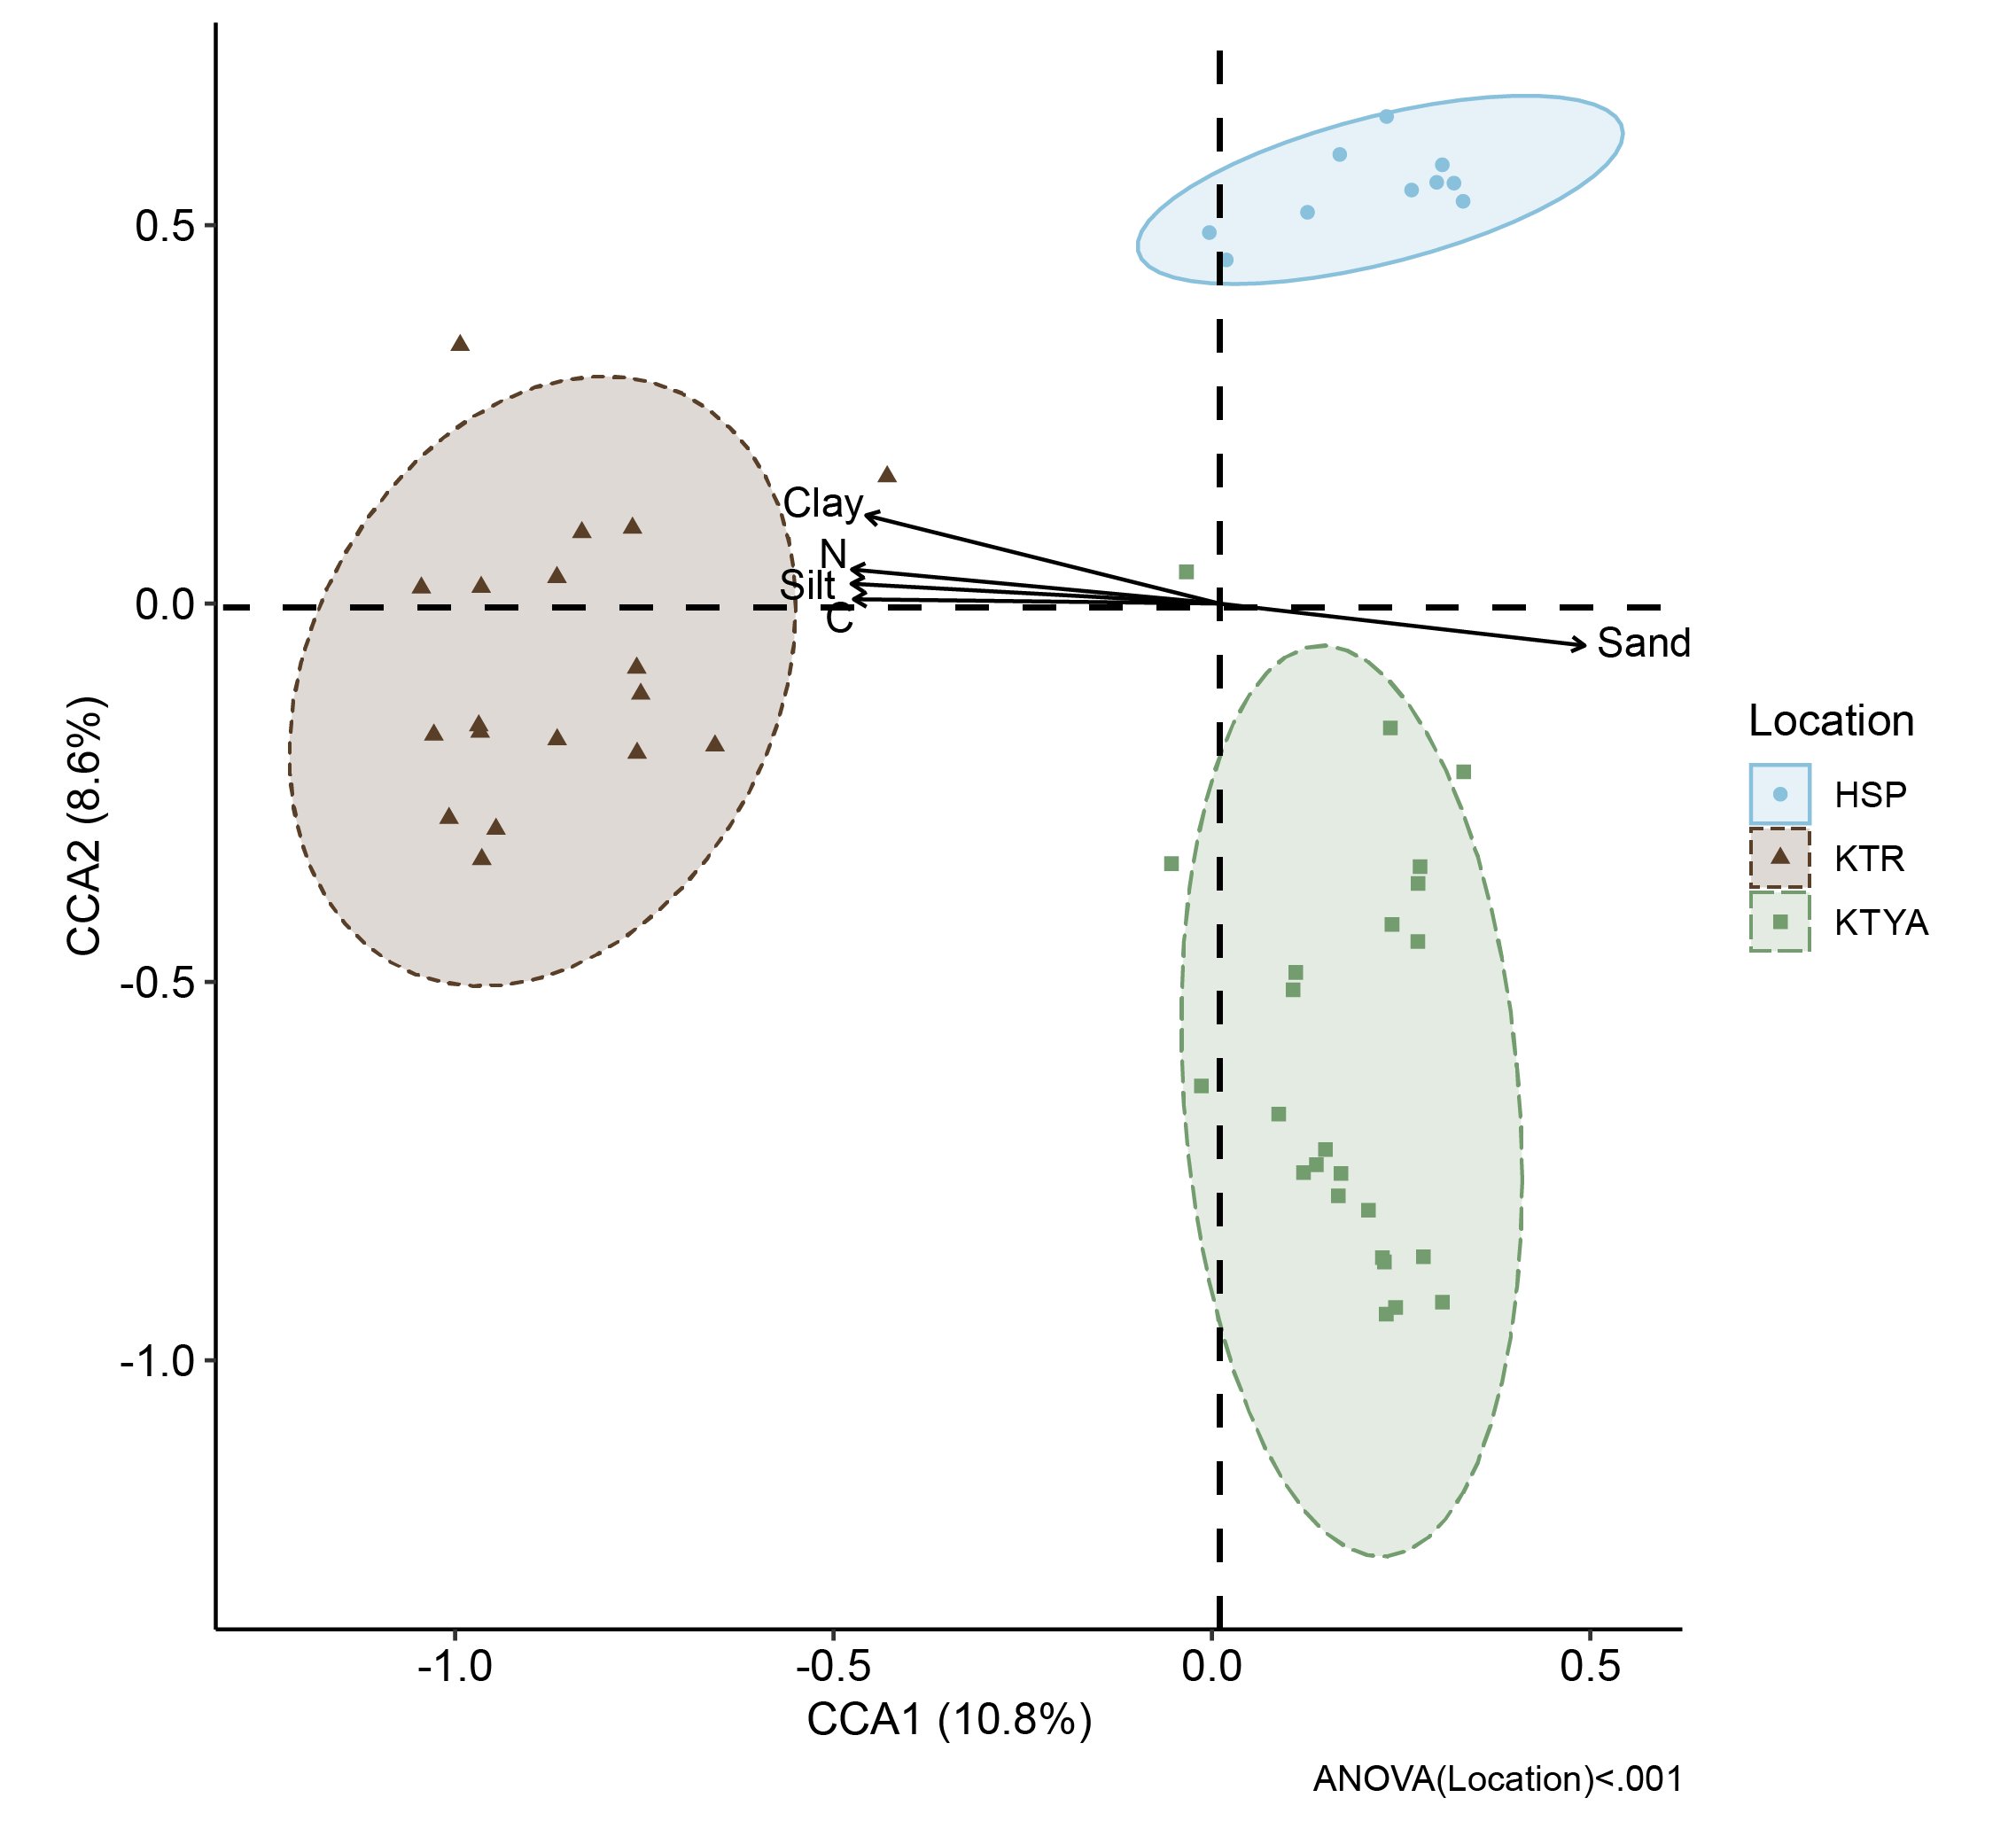 0.5
0.0
-0.5
-1.0
CCA2 (8.6%)
Clay
N
Silt
C
Sand
Location
HSP
KTR
KTYA
-1.0 -0.5 0.0 0.5
CCA1 (10.8%)
ANOVA(Location)<.001